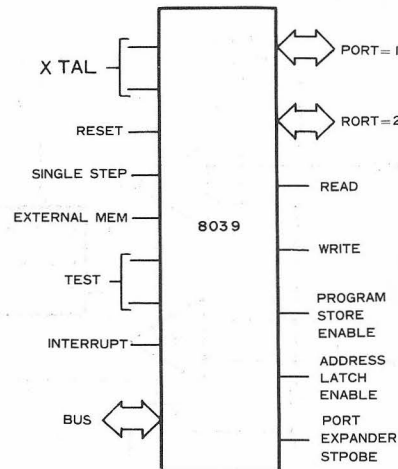 X TAL
RESET
SINGLE STEP
EXTERNAL MEM
TEST
INTERRUPT
BUS
8039
PORT = 1
RORT = 2
READ
WRITE
PROGRAM
STORE
ENABLE
ADDRESS
LATCH
ENABLE
PORT
EXPANDER
STPOBE